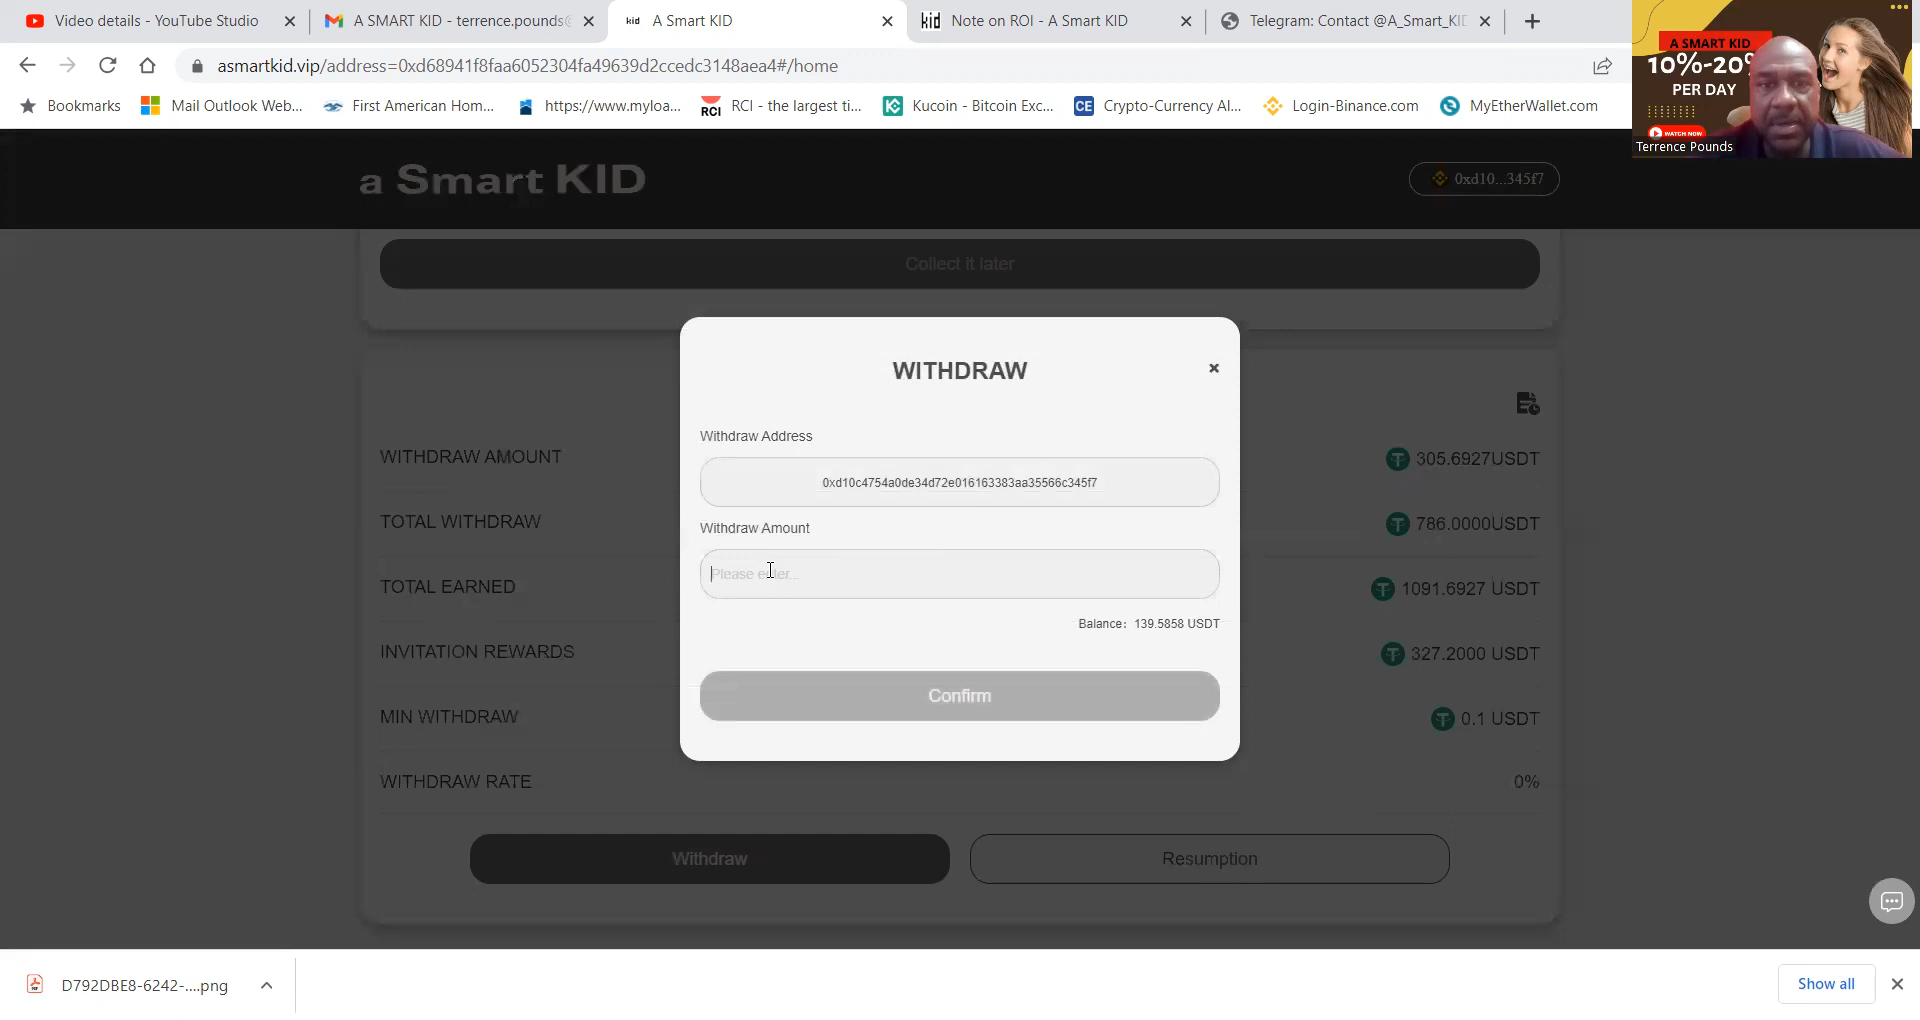 Video details - YouTube Studio
A SMART KID - terrence.pounds@
A Smart KID
Note on ROI - A Smart KID
Telegram: Contact @A_Smart_KI
asmartkid.vip/address=0xd68941f8faa6052304fa49639d2ccedc3148aea4#/home
Bookmarks
Mail Outlook Web...
First American Hom...
https://www.myloa...
RCI - the largest ti...
Kucoin - Bitcoin Exc...
Crypto-Currency Al...
Login-Binance.com
MyEtherWallet.com
A SMART KID
10%-20%
PER DAY
WATCH NOW
Terrence Pounds
a Smart KID
0xd10...345f7
Collect it later
WITHDRAW
Withdraw Address
0xd10c4754a0de34d72e016163383aa35566c345f7
Withdraw Amount
Please enter...
Balance: 139.5858 USDT
Confirm
WITHDRAW AMOUNT
305.6927USDT
TOTAL WITHDRAW
786.0000USDT
TOTAL EARNED
1091.6927 USDT
INVITATION REWARDS
327.2000 USDT
MIN WITHDRAW
0.1 USDT
WITHDRAW RATE
0%
Withdraw
Resumption
D792DBE8-6242-....png
Show all